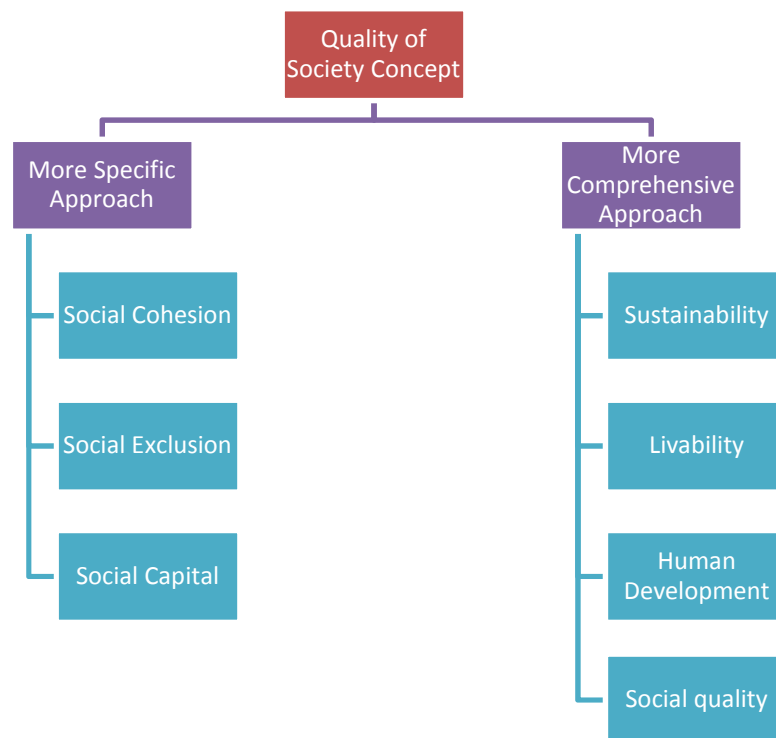 Quality of
Society Concept
More Specific
Approach
Social Cohesion
Social Exclusion
Social Capital
More
Comprehensive
Approach
Sustainability
Livability
Human
Development
Social quality